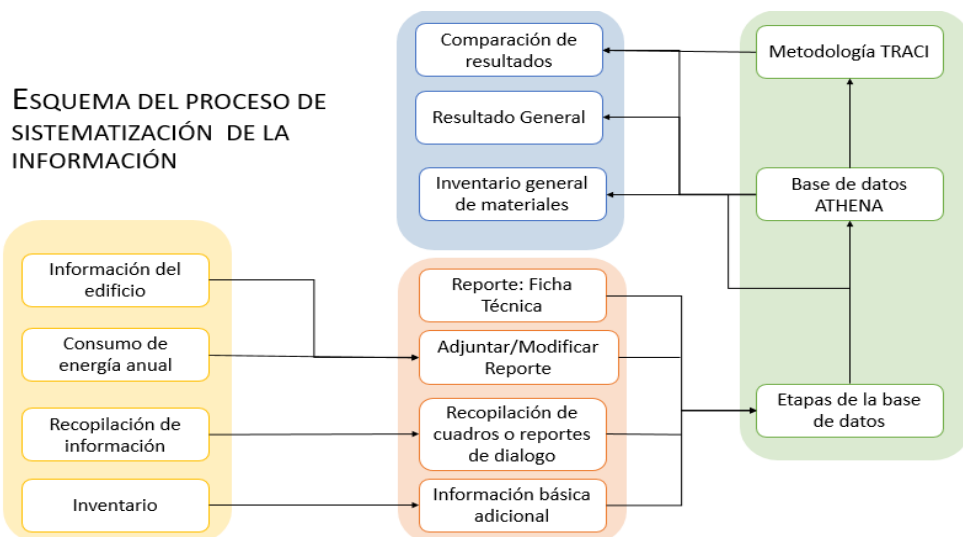 ESQUEMA DEL PROCESO DE
SISTEMATIZACIÓN DE LA
INFORMACIÓN
Información del
edificio
Consumo de
energía anual
Recopilación de
información
Inventario
Comparación de
resultados
Resultado General
Inventario general
de materiales
Reporte: Ficha
Técnica
Adjuntar/Modificar
Reporte
Recopilación de
cuadros o reportes
de dialogo
Información básica
adicional
Metodología TRACI
Base de datos
ATHENA
Etapas de la base
de datos